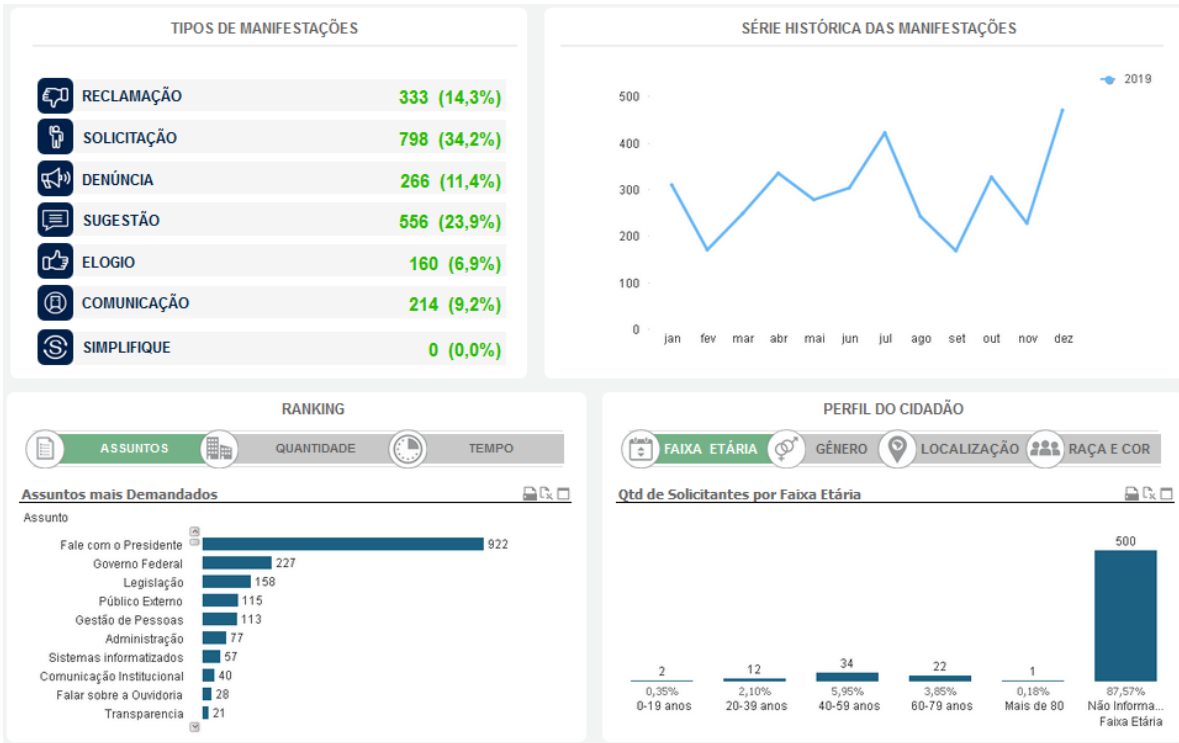 TIPOS DE MANIFESTAÇÕES
RECLAMAÇÃO 333 (14,3%)
SOLICITAÇÃO 798 (34,2%)
DENÚNCIA 266 (11,4%)
SUGESTÃO 556 (23,9%)
ELOGIO 160 (6,9%)
COMUNICAÇÃO 214 (9,2%)
SIMPLIFIQUE 0 (0,0%)
SÉRIE HISTÓRICA DAS MANIFESTAÇÕES
2019
500
400
300
200
100
0
jan fev mar abr mai jun jul ago set out nov dez
RANKING
ASSUNTOS QUANTIDADE TEMPO
Assuntos mais Demandados
Assunto
Fale com o Presidente 922
Governo Federal 227
Legislação 158
Público Externo 115
Gestão de Pessoas 113
Administração 77
Sistemas informatizados 57
Comunicação Institucional 40
Falar sobre a Ouvidoria 28
Transparencia 21
PERFIL DO CIDADÃO
FAIXA ETÁRIA GÊNERO LOCALIZAÇÃO RAÇA E COR
Qtd de Solicitantes por Faixa Etária
2 12 34 22 1 500
0,35% 2,10% 5,95% 3,85% 0,18% 87,57%
0-19 anos 20-39 anos 40-59 anos 60-79 anos Mais de 80 Não Informa...
Faixa Etária